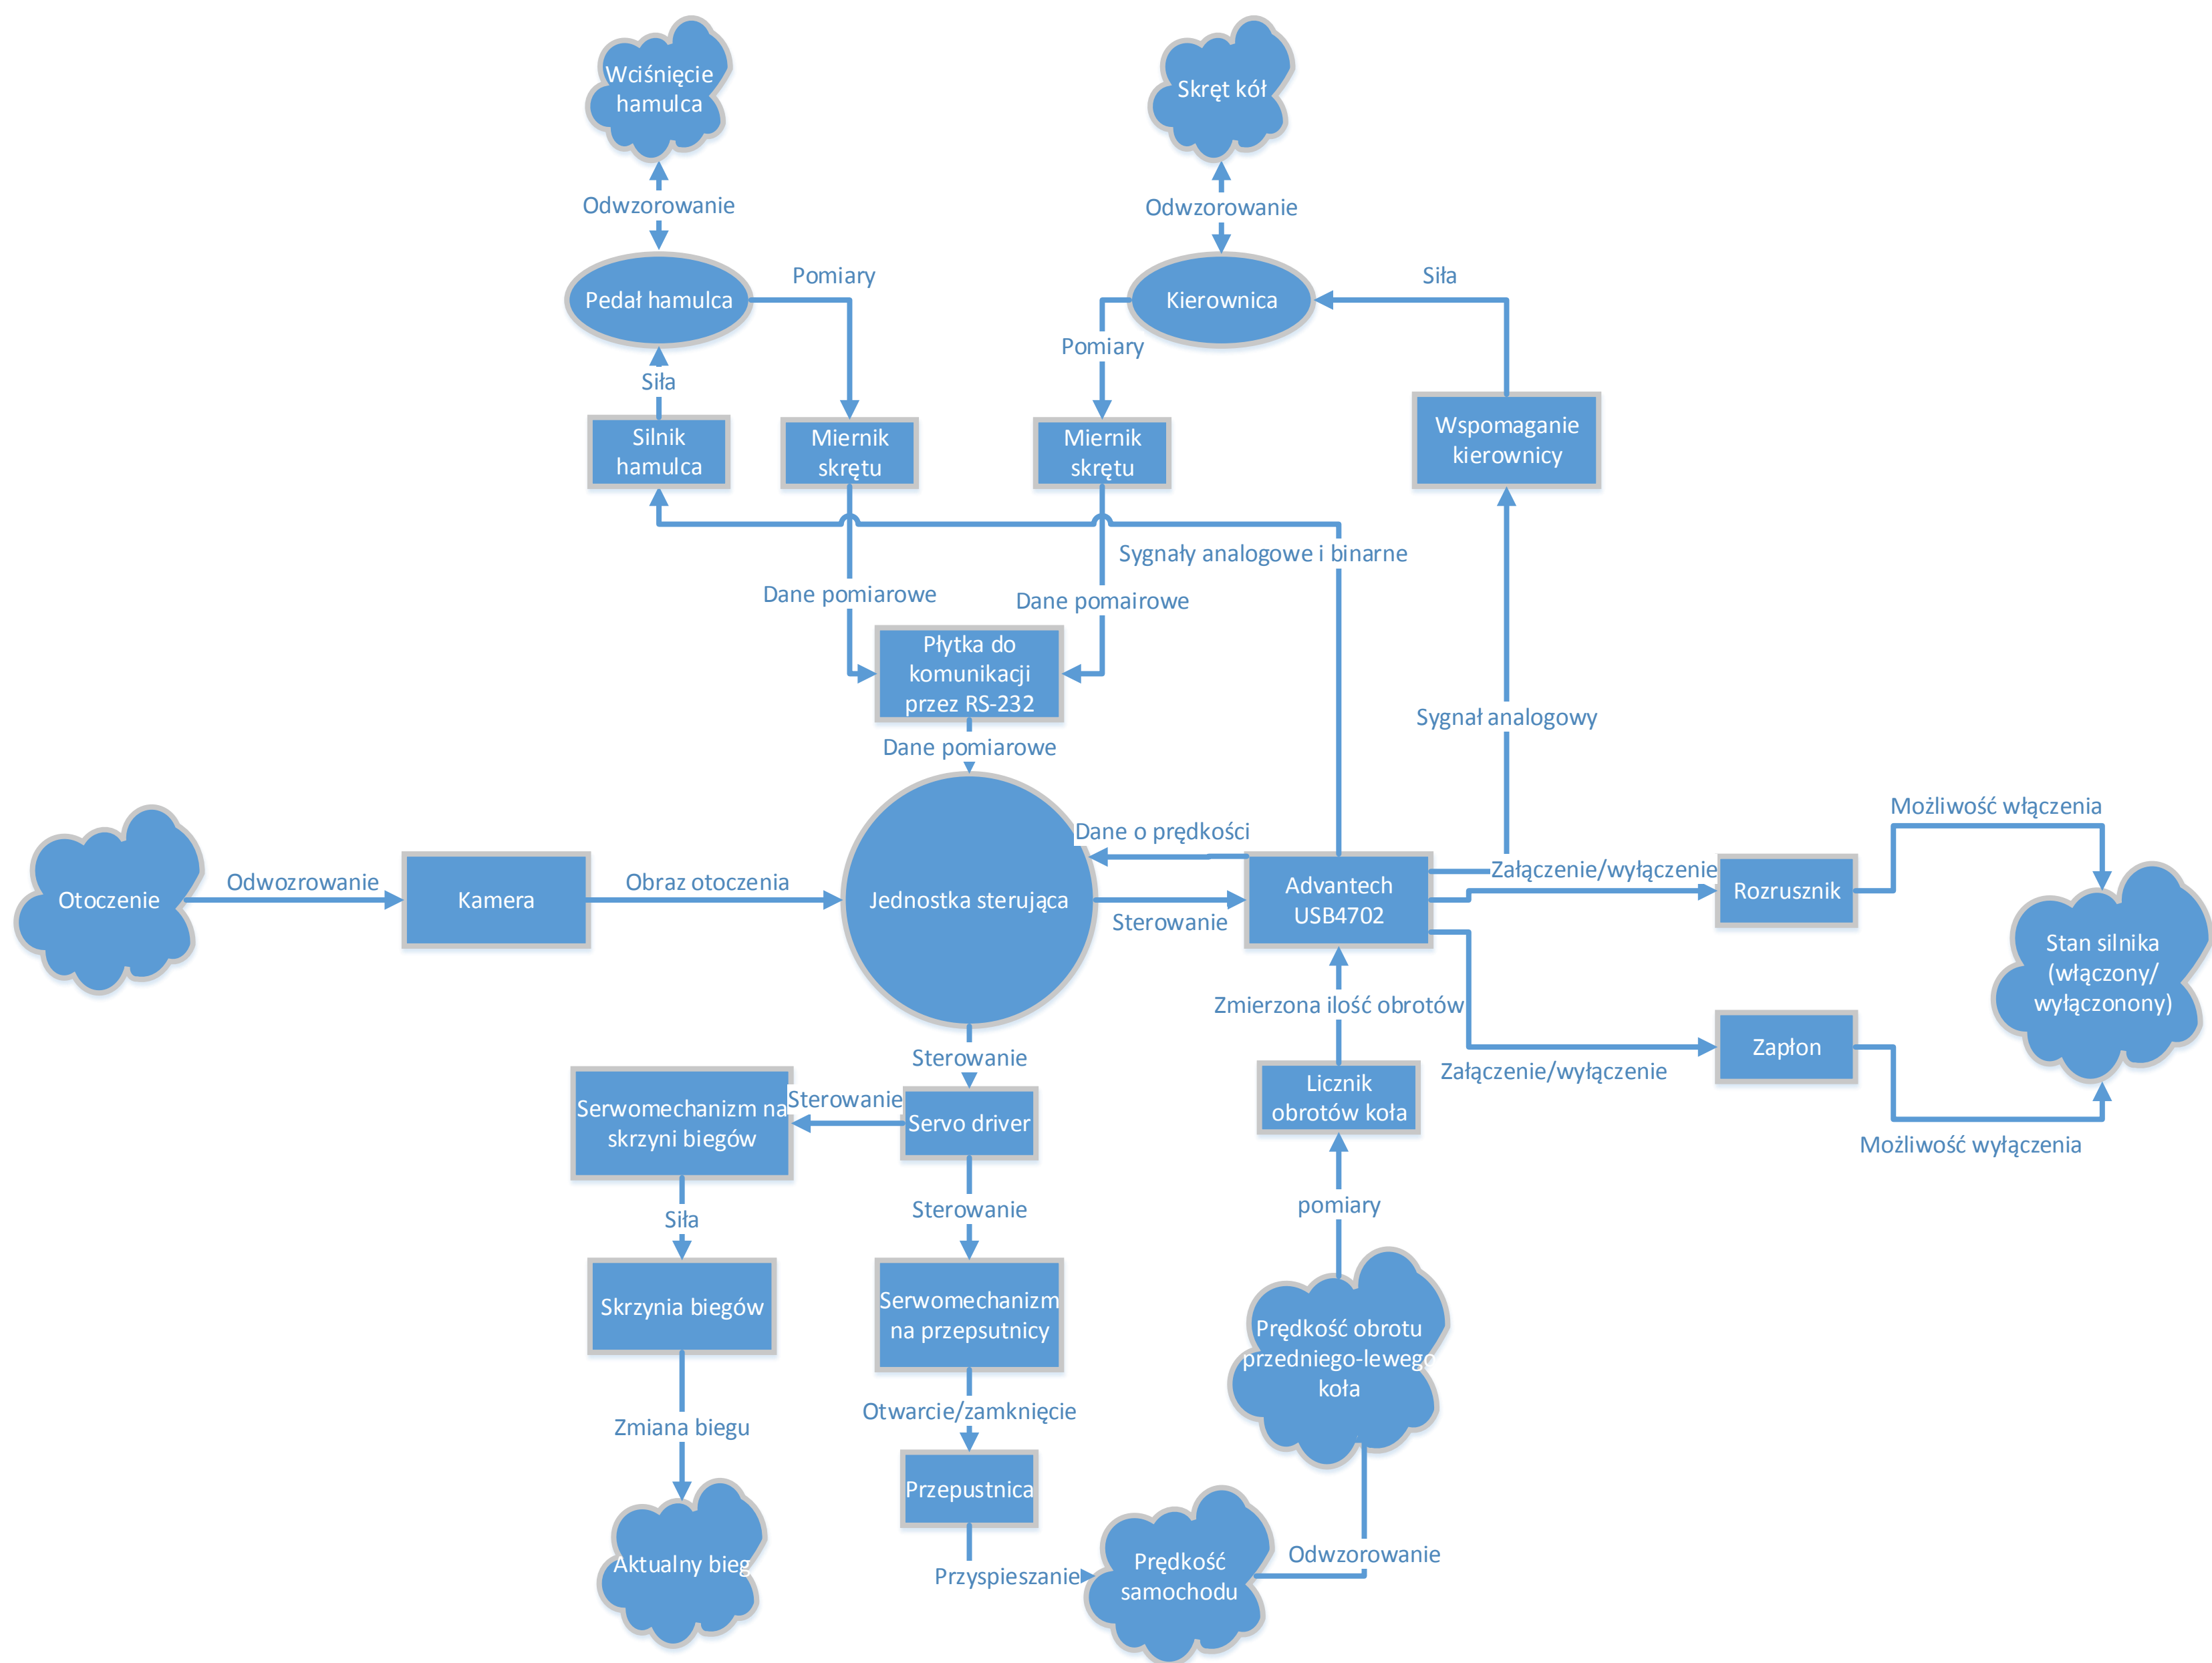 Wciśnięcie
hamulca
Skręt kół
Odwzorowanie
Odwzorowanie
Pedał hamulca
Pomiary
Kierownica
Siła
Pomiary
Siła
Silnik
hamulca
Miernik
skrętu
Miernik
skrętu
Wspomaganie
kierownicy
Sygnały analogowe i binarne
Dane pomiarowe
Dane pomairowe
Płytka do
komunikacji
przez RS-232
Sygnał analogowy
Dane pomiarowe
Możliwość włączenia
Dane o prędkości
Otoczenie
Odwozrowanie
Kamera
Obraz otoczenia
Jednostka sterująca
Sterowanie
Advantech
USB4702
Załączenie/wyłączenie
Rozrusznik
Stan silnika
(włączony/
wyłączonony)
Zmierzona ilość obrotów
Zapłon
Załączenie/wyłączenie
Możliwość wyłączenia
Sterowanie
Licznik
obrotów koła
Serwomechanizm na
skrzyni biegów
Sterowanie
Servo driver
Siła
Sterowanie
pomiary
Skrzynia biegów
Serwomechanizm
na przepsutnicy
Prędkość obrotu
przedniego-lewego
koła
Zmiana biegu
Otwarcie/zamknięcie
Przepustnica
Aktualny bieg
Przyspieszanie
Prędkość
samochodu
Odwzorowanie